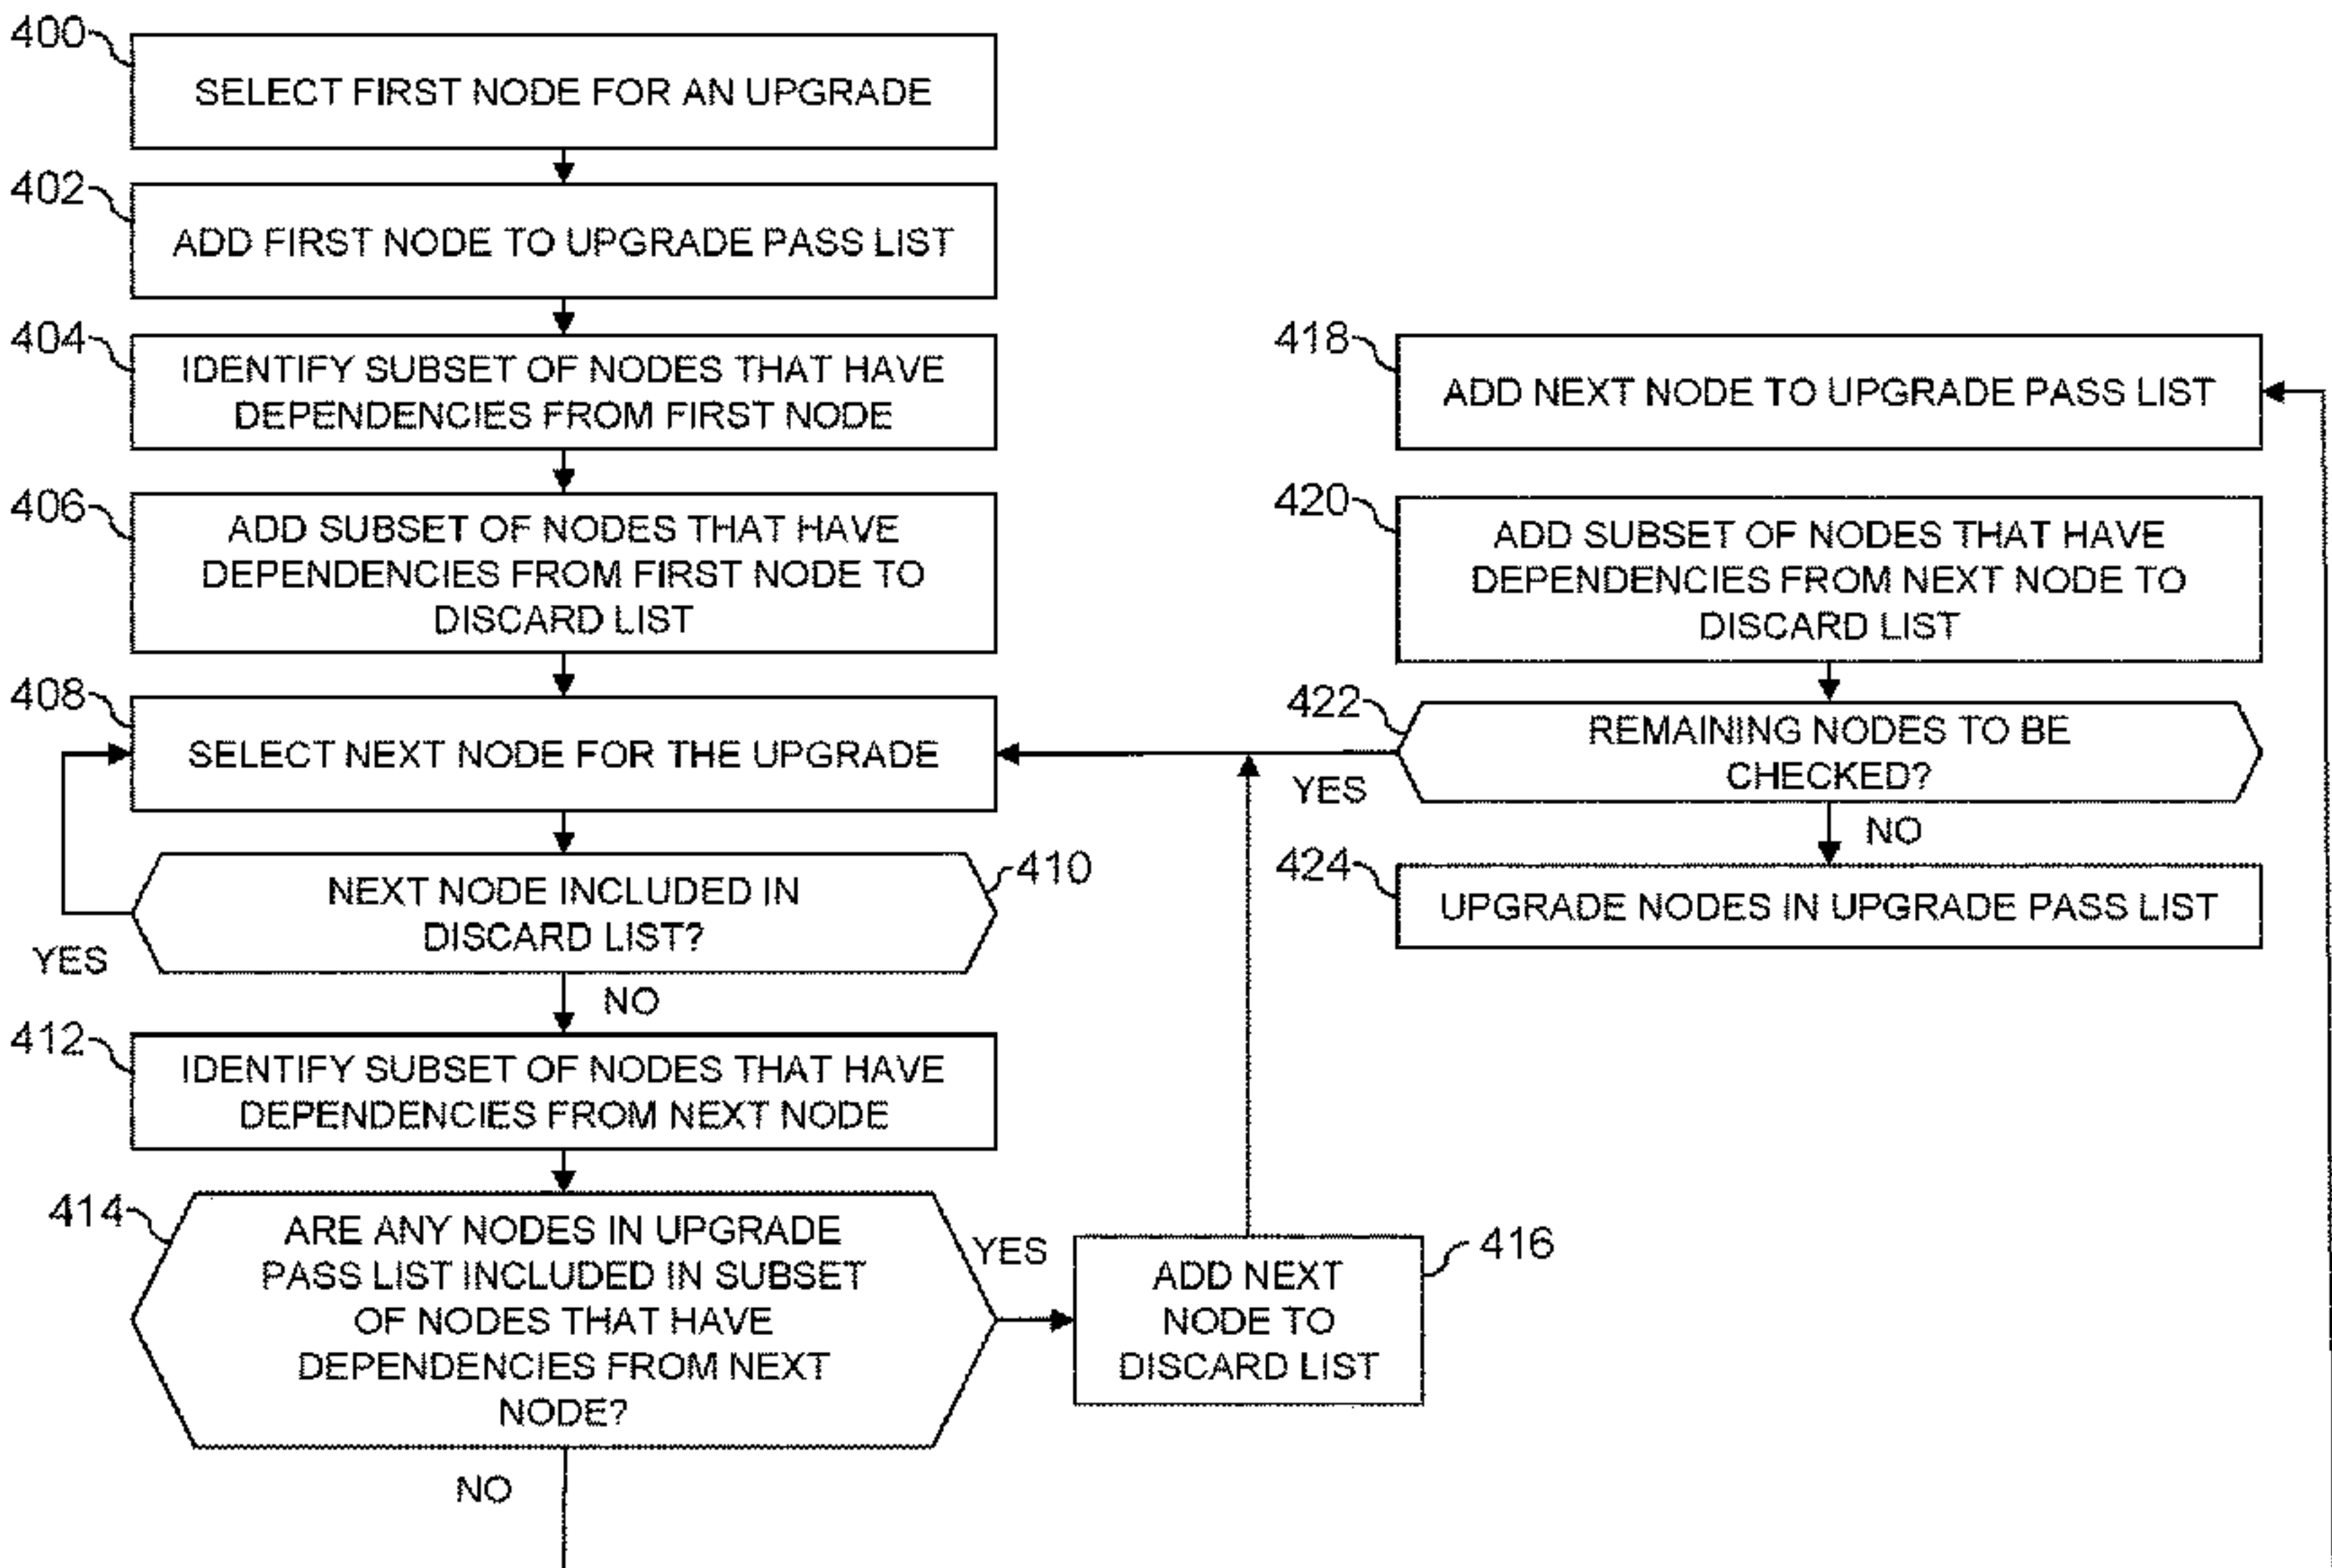 400
SELECT FIRST NODE FOR AN UPGRADE
402
ADD FIRST NODE TO UPGRADE PASS LIST
404
IDENTIFY SUBSET OF NODES THAT HAVE
DEPENDENCIES FROM FIRST NODE
406
ADD SUBSET OF NODES THAT HAVE
DEPENDENCIES FROM FIRST NODE TO
DISCARD LIST
408
SELECT NEXT NODE FOR THE UPGRADE
410
NEXT NODE INCLUDED IN
DISCARD LIST?
YES
NO
412
IDENTIFY SUBSET OF NODES THAT HAVE
DEPENDENCIES FROM NEXT NODE
414
ARE ANY NODES IN UPGRADE
PASS LIST INCLUDED IN SUBSET
OF NODES THAT HAVE
DEPENDENCIES FROM NEXT
NODE?
YES
NO
416
ADD NEXT
NODE TO
DISCARD LIST
418
ADD NEXT NODE TO UPGRADE PASS LIST
420
ADD SUBSET OF NODES THAT HAVE
DEPENDENCIES FROM NEXT NODE TO
DISCARD LIST
422
REMAINING NODES TO BE
CHECKED?
YES
NO
424
UPGRADE NODES IN UPGRADE PASS LIST